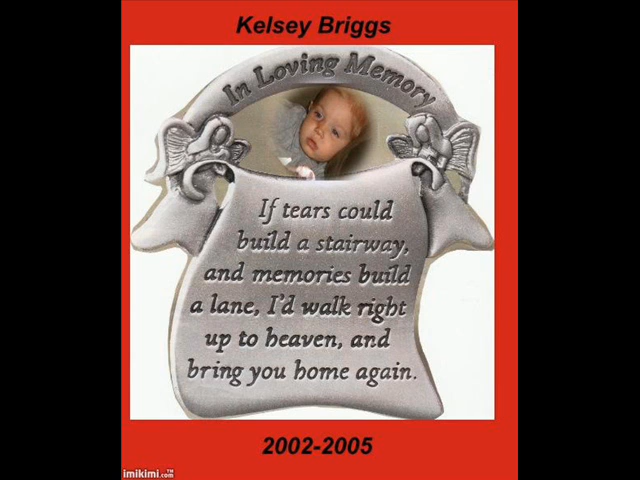 Kelsey Briggs
In Loving Memory
If tears could
build a stairway,
and memories build
a lane, I'd walk right
up to heaven, and
bring you home again.
2002-2005
imikimi.com™